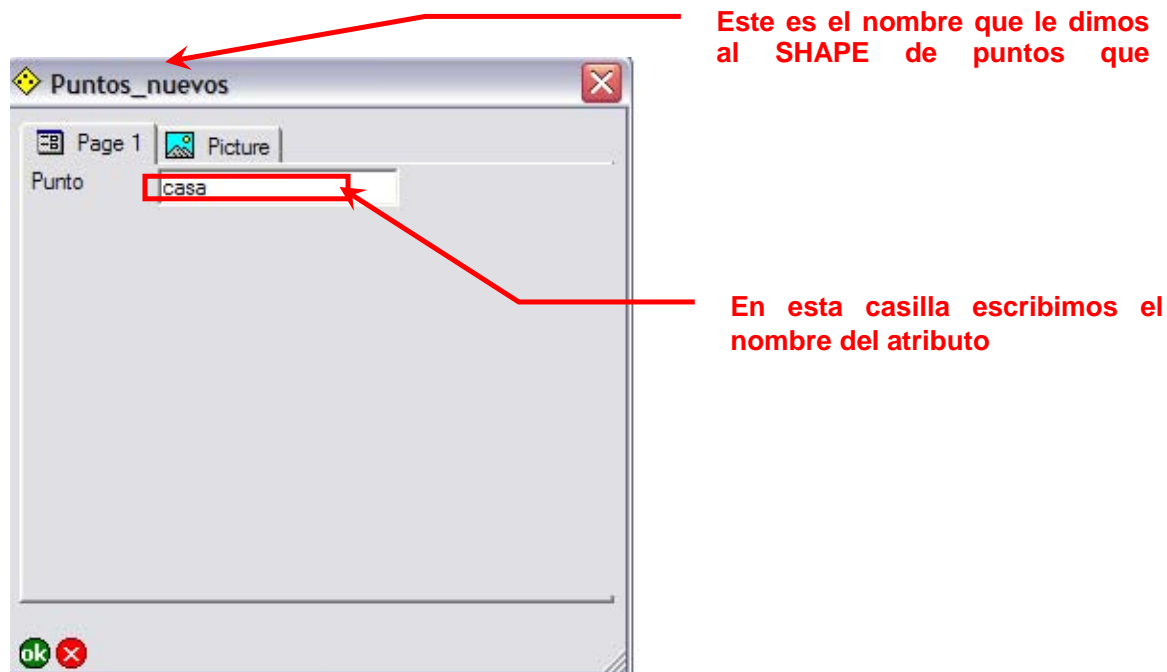 Este es el nombre que le dimos
al SHAPE de puntos que
Puntos_nuevos
Page 1 Picture
Punto casa
En esta casilla escribimos el
nombre del atributo
ok